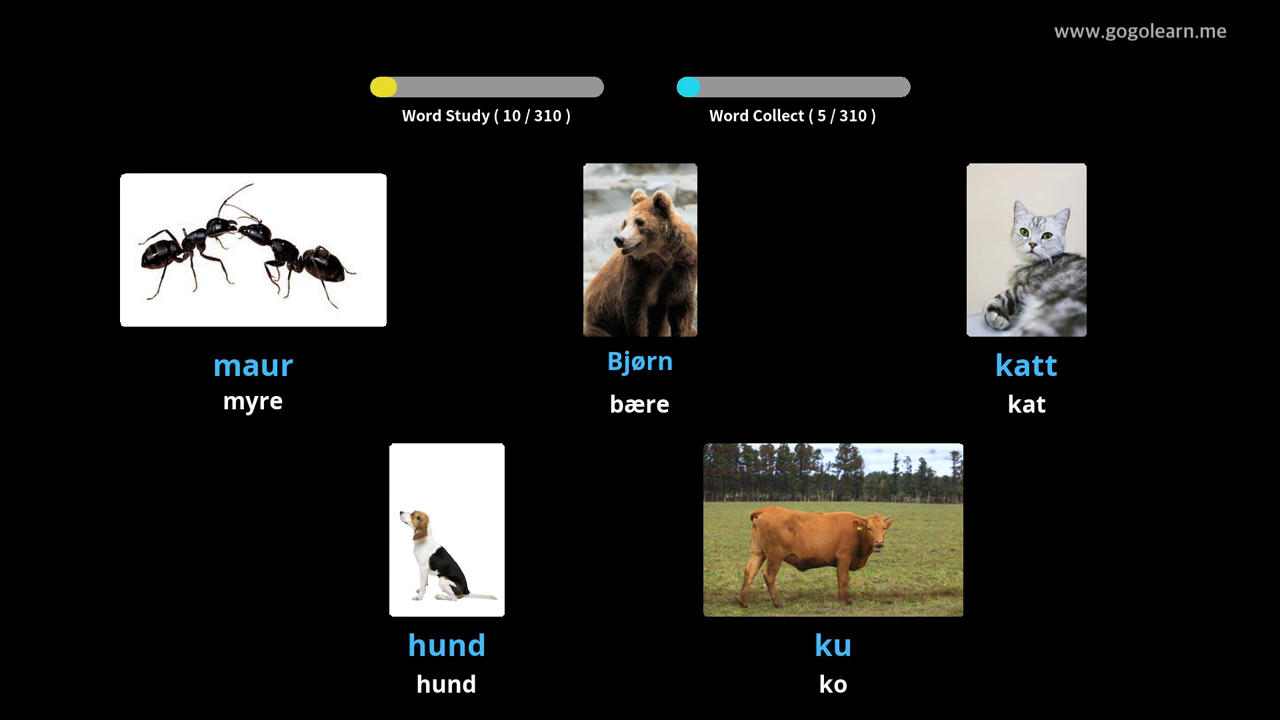 www.gogolearn.me
Word Study ( 10 / 310 )
Word Collect ( 5 / 310 )
maur
myre
Bjørn
bære
katt
kat
hund
hund
ku
ko